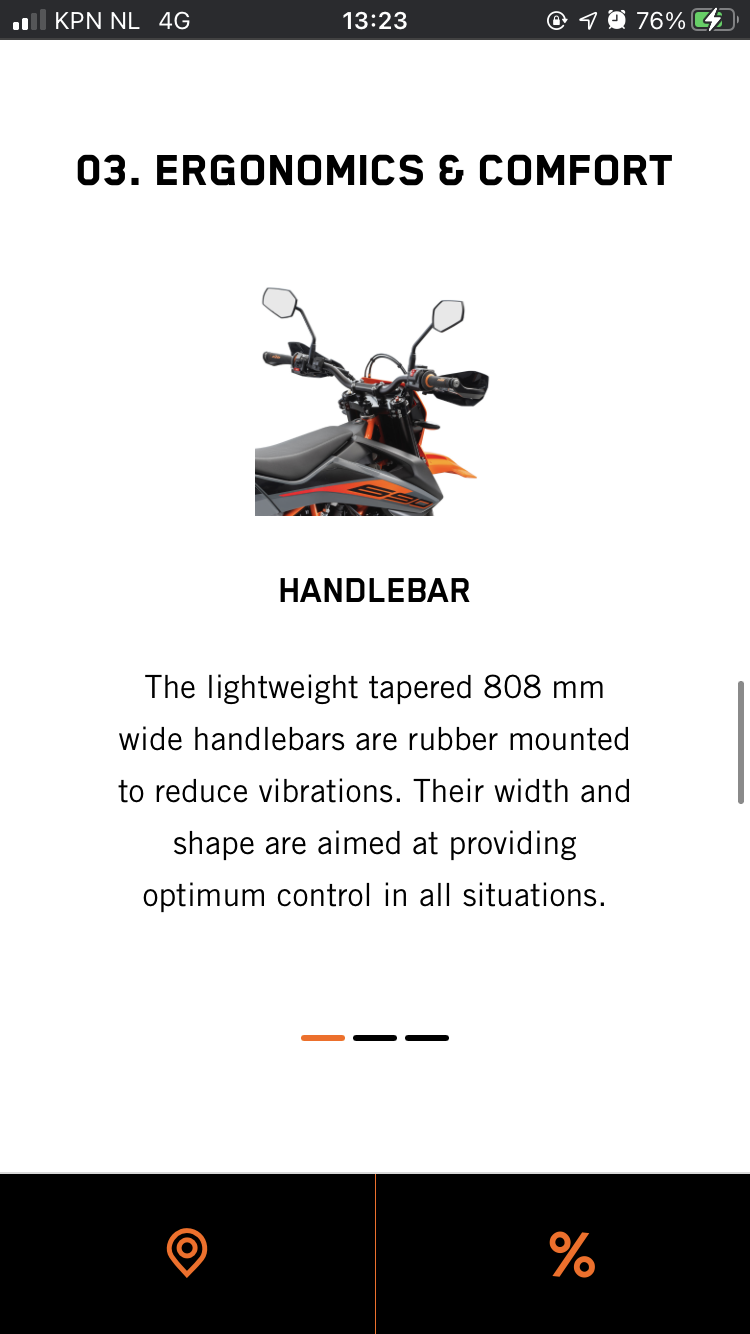 KPN NL 4G 13:23 76%
03. ERGONOMICS & COMFORT
690
HANDLEBAR
The lightweight tapered 808 mm
wide handlebars are rubber mounted
to reduce vibrations. Their width and
shape are aimed at providing
optimum control in all situations.
%